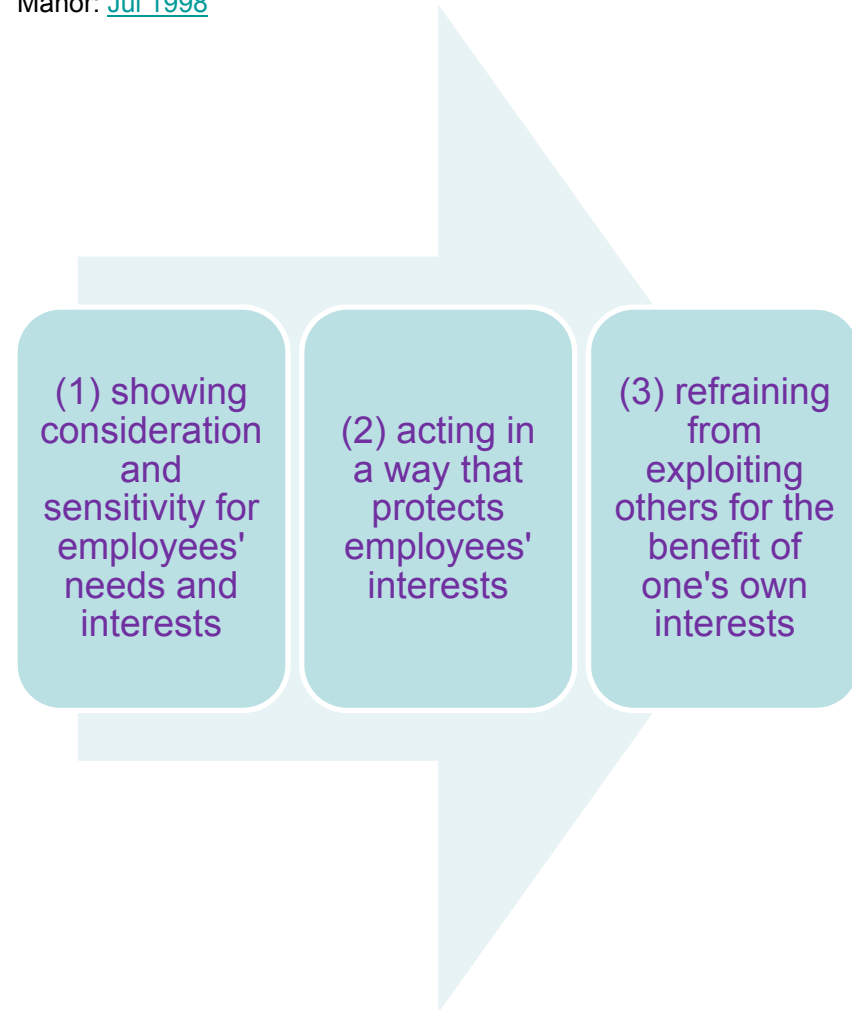 Manor: Jul 1998
(1) showing
consideration
and
sensitivity for
employees'
needs and
interests
(2) acting in
a way that
protects
employees'
interests
(3) refraining
from
exploiting
others for the
benefit of
one's own
interests